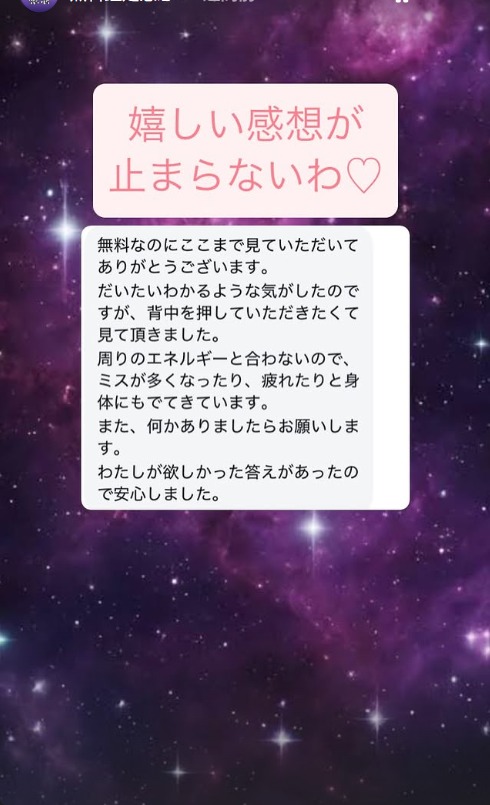 嬉しい感想が
止まらないわ♡
無料なのにここまで見ていただいて
ありがとうございます。
だいたいわかるような気がしたので
すが、背中を押していただきたくて
見て頂きました。
周りのエネルギーと合わないので、
ミスが多くなったり、疲れたりと身
体にもでてきています。
また、何かありましたらお願いしま
す。
わたしが欲しかった答えがあったの
で安心しました。